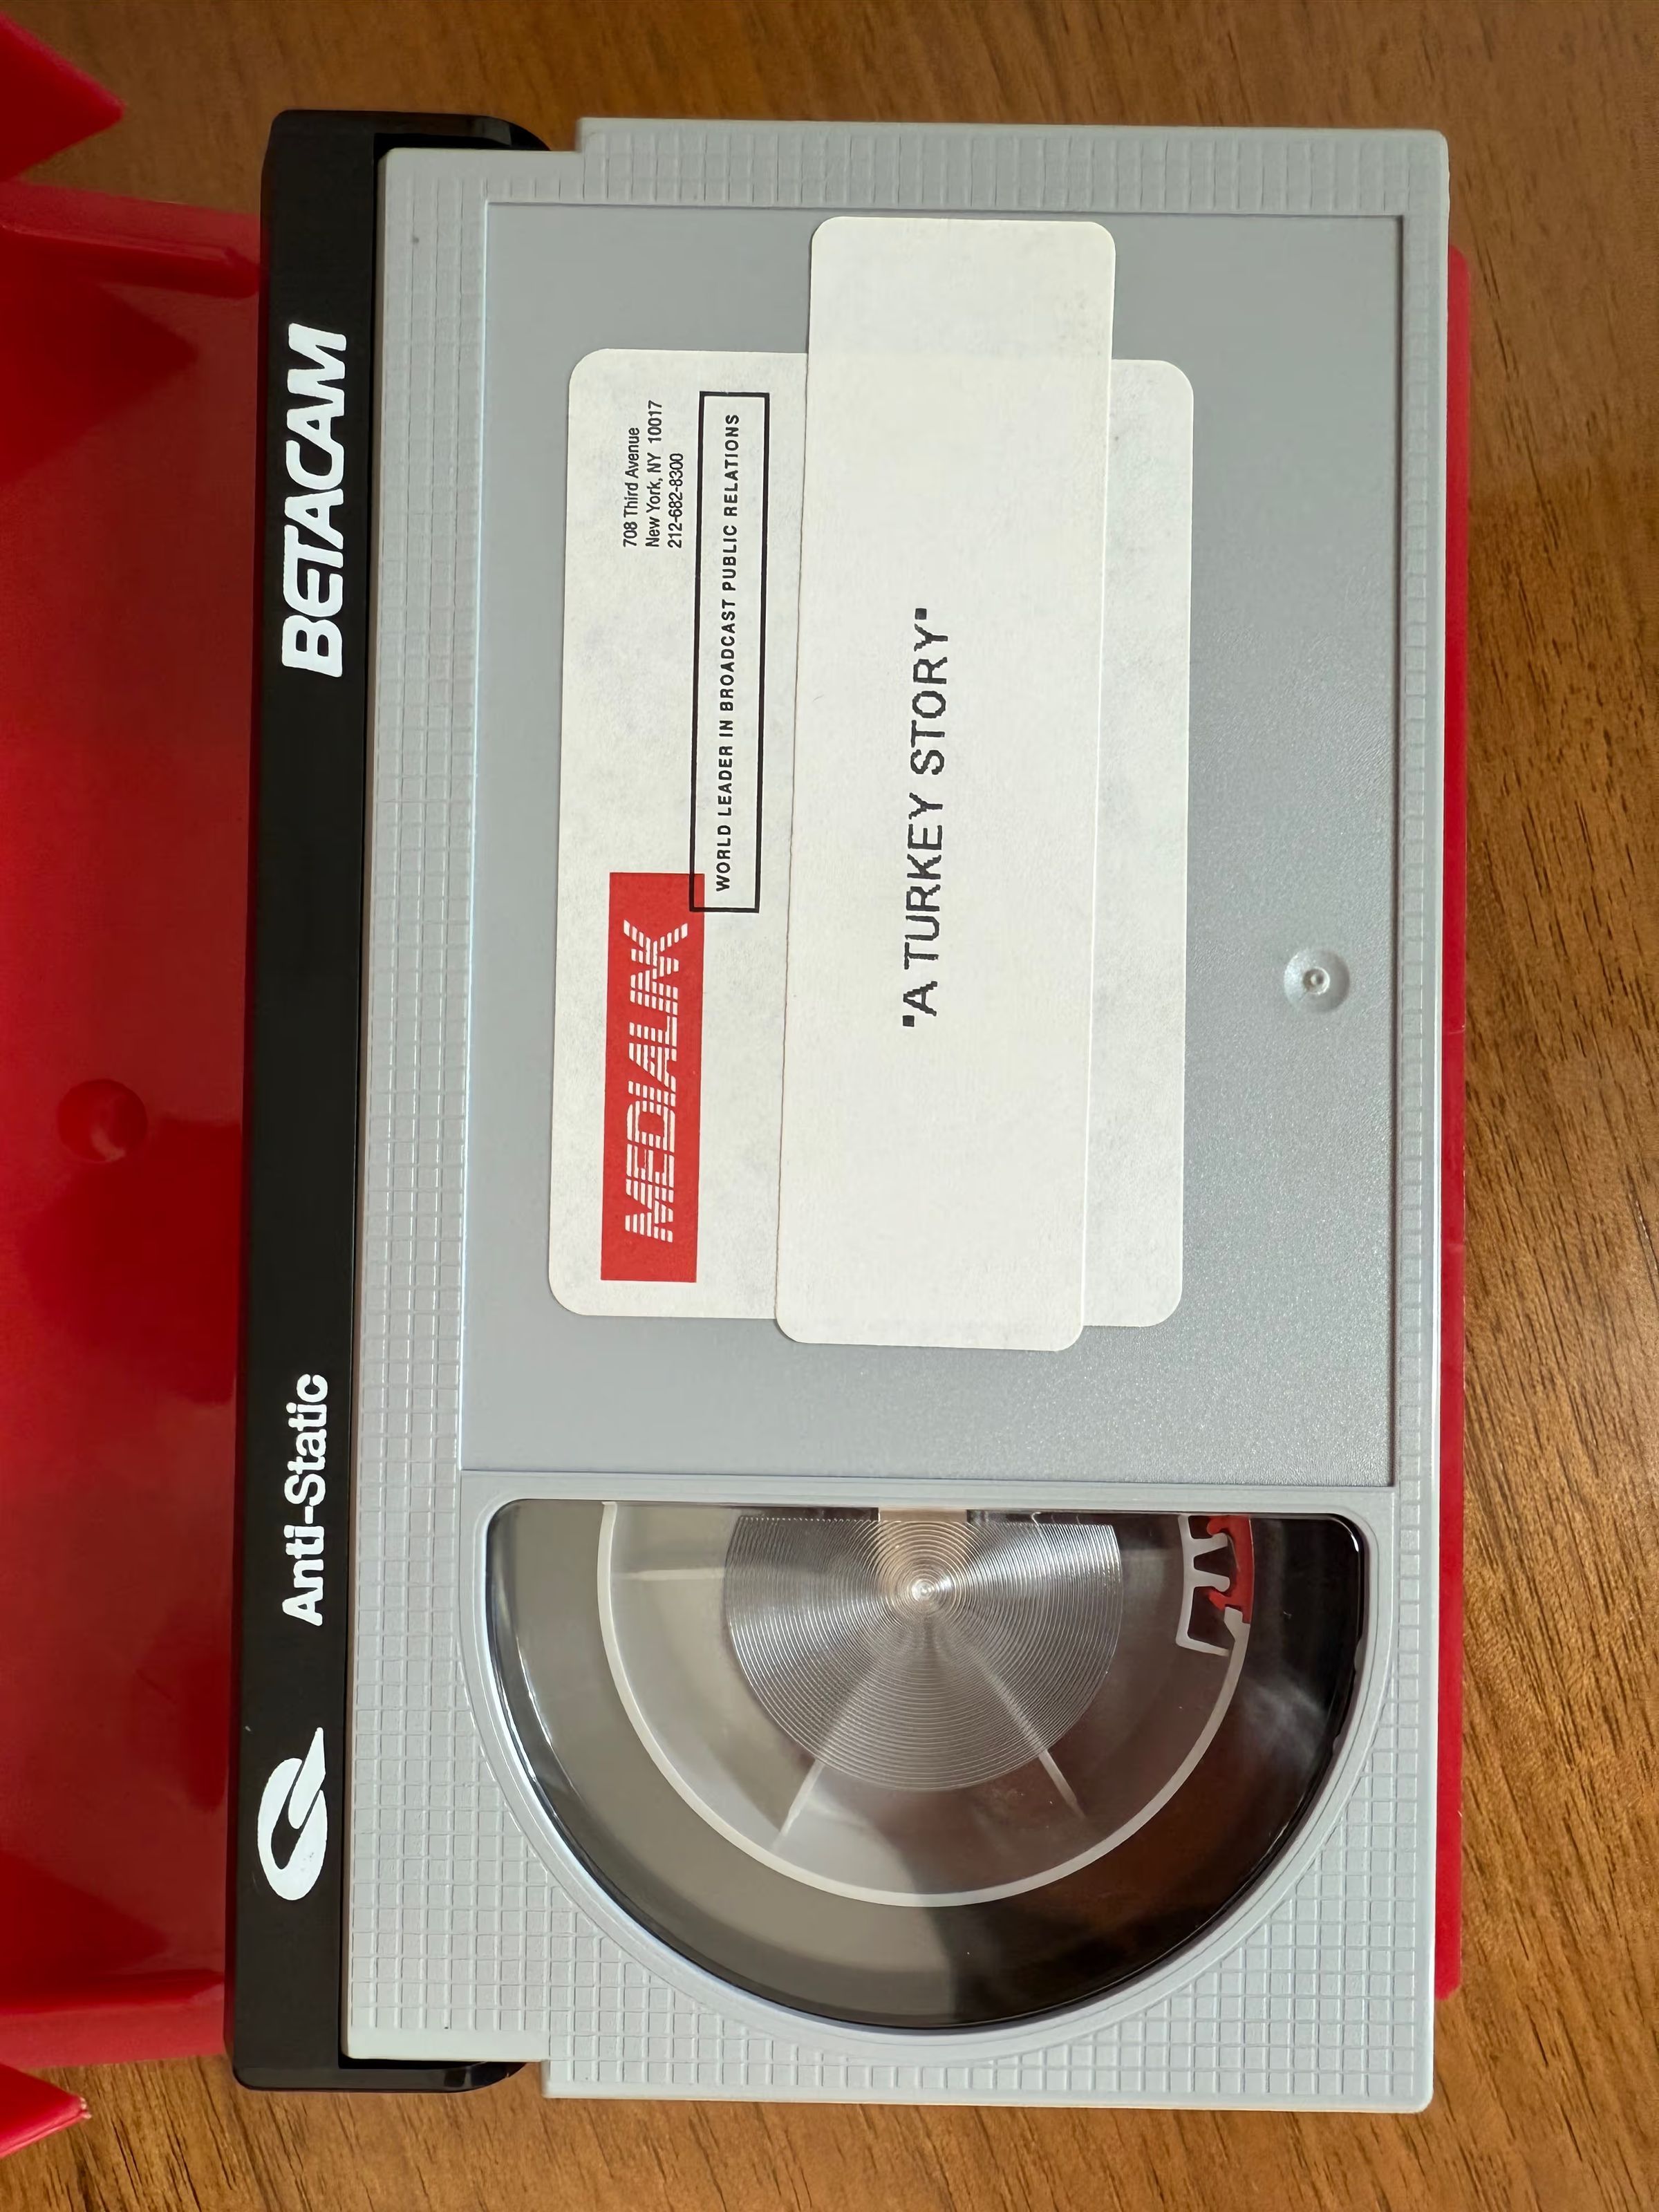 BETACAM
Anti-Static
MEDIALINK
708 Third Avenue
New York, NY 10017
212-682-8300
WORLD LEADER IN BROADCAST PUBLIC RELATIONS
"A TURKEY STORY"